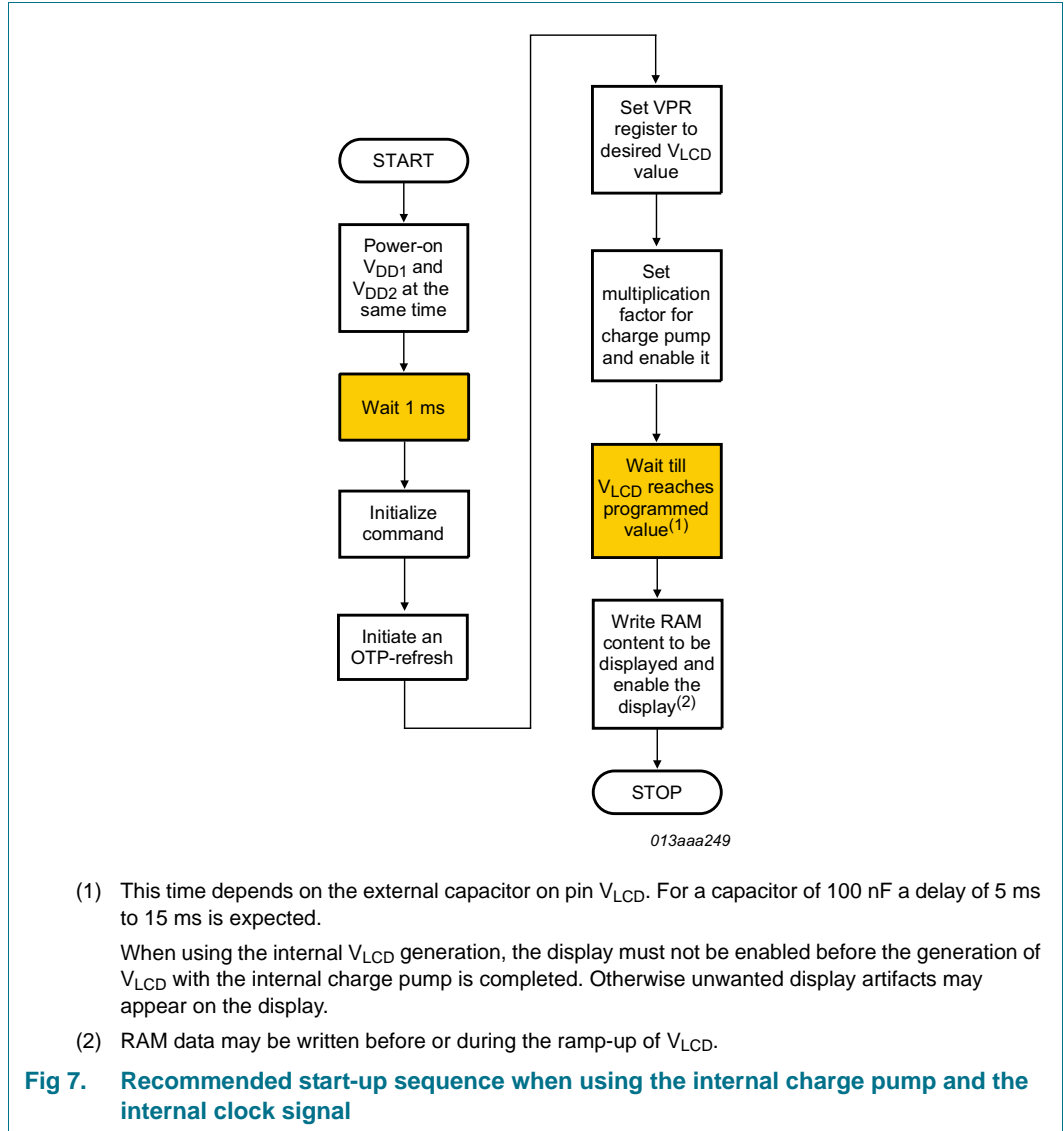 START
Power-on
VDD1 and
VDD2 at the
same time
Wait 1 ms
Initialize
command
Initiate an
OTP-refresh
Set VPR
register to
desired VLCD
value
Set
multiplication
factor for
charge pump
and enable it
Wait till
VLCD reaches
programmed
value(1)
Write RAM
content to be
displayed and
enable the
display(2)
STOP
013aaa249
(1) This time depends on the external capacitor on pin VLCD. For a capacitor of 100 nF a delay of 5 ms
to 15 ms is expected.
When using the internal VLCD generation, the display must not be enabled before the generation of
VLCD with the internal charge pump is completed. Otherwise unwanted display artifacts may
appear on the display.
(2) RAM data may be written before or during the ramp-up of VLCD.
Fig 7. Recommended start-up sequence when using the internal charge pump and the
internal clock signal